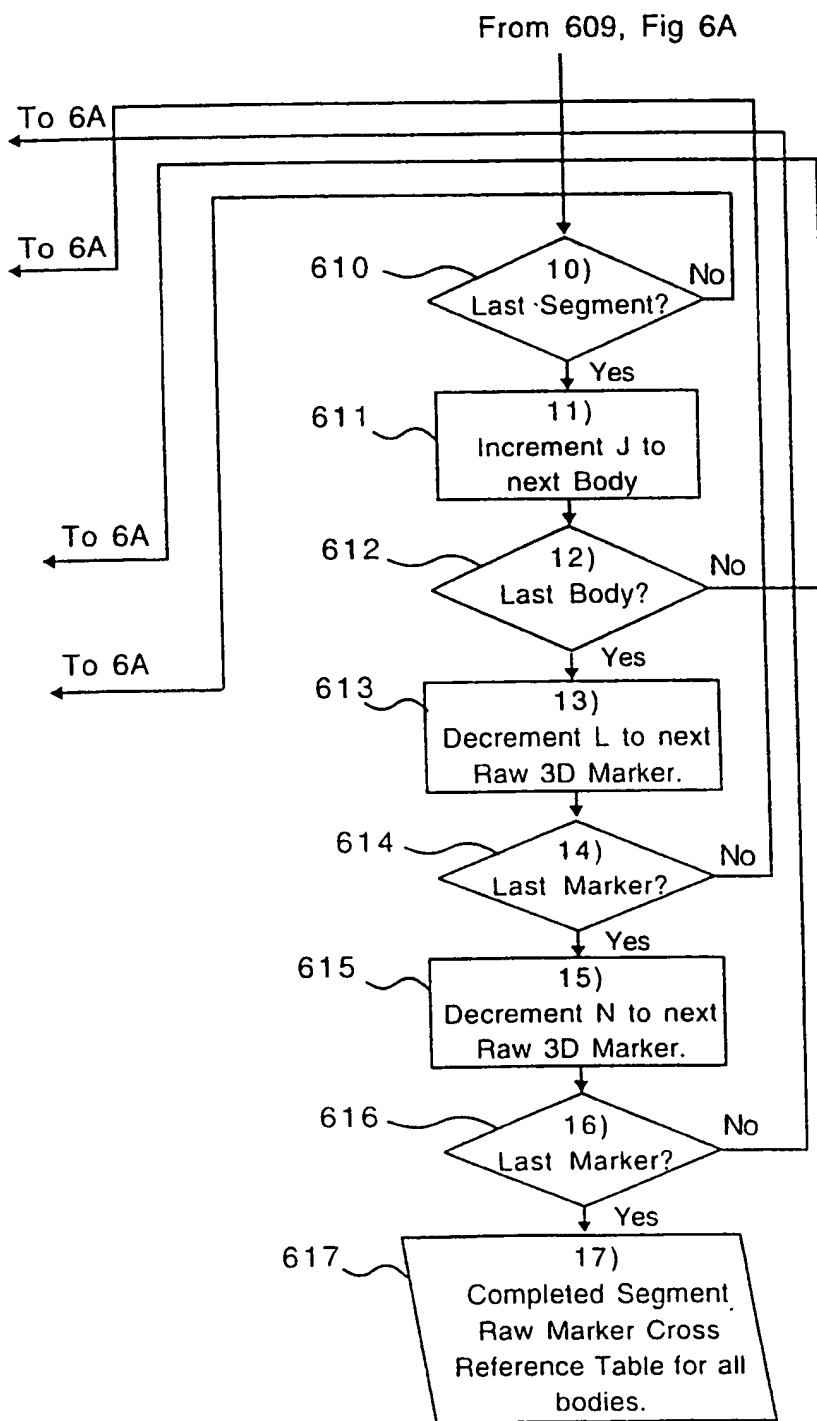 From 609, Fig 6A
To 6A
To 6A
610
10)
Last Segment?
No
Yes
611
11)
Increment J to
next Body
To 6A
612
12)
Last Body?
No
Yes
To 6A
613
13)
Decrement L to next
Raw 3D Marker.
614
14)
Last Marker?
No
Yes
615
15)
Decrement N to next
Raw 3D Marker.
616
16)
Last Marker?
No
Yes
617
17)
Completed Segment
Raw Marker Cross
Reference Table for all
bodies.